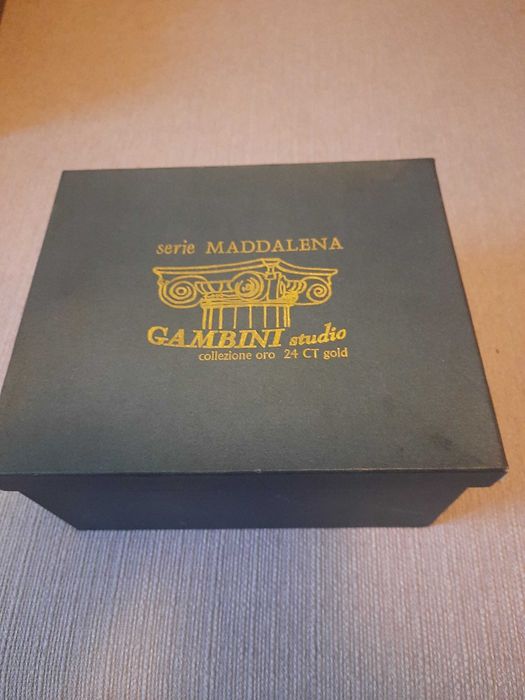 serie MADDALENA
GAMBINI studio
collezione oro 24 CT gold